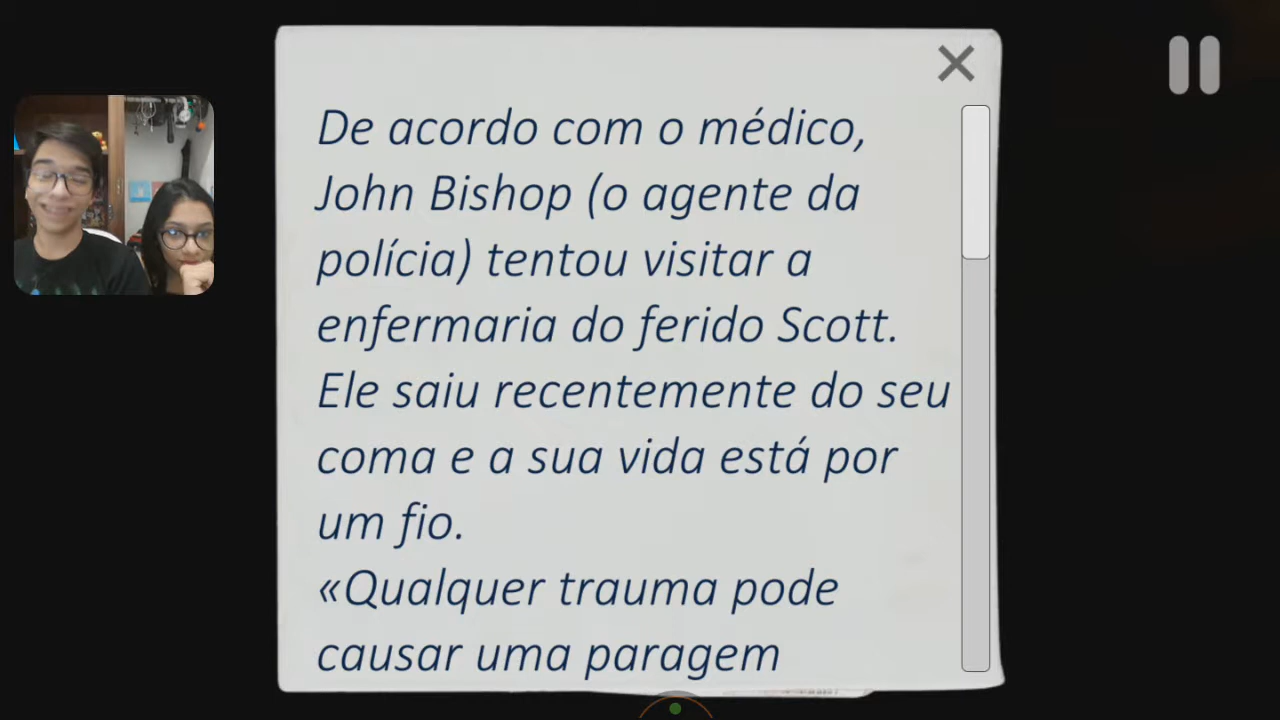 De acordo com o médico,
John Bishop (o agente da
polícia) tentou visitar a
enfermaria do ferido Scott.
Ele saiu recentemente do seu
coma e a sua vida está por
um fio.
«Qualquer trauma pode
causar uma paragem